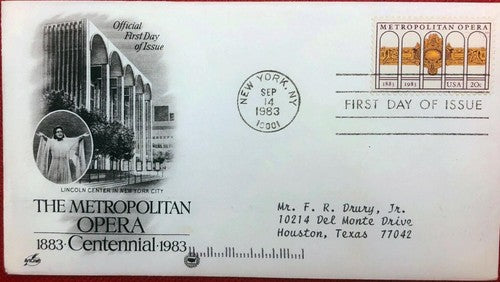 Official
First Day
of Issue
LINCOLN CENTER IN NEW YORK CITY
THE METROPOLITAN
OPERA
1883·Centennial·1983
NEW YORK, NY
SEP
14
1983
10001
METROPOLITAN OPERA
1883 1983 USA 20c
FIRST DAY OF ISSUE
Mr. F. R. Drury, Jr.
10214 Del Monte Drive
Houston, Texas 77042